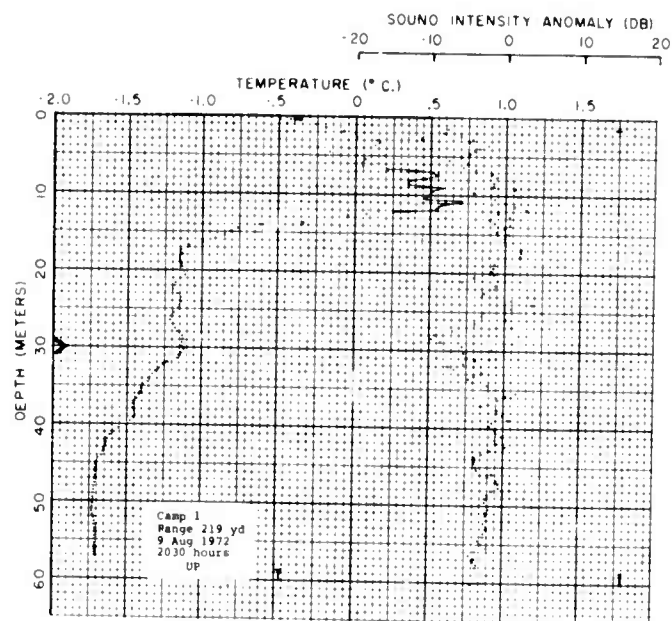 SOUND INTENSITY ANOMALY (DB)
-20 -10 0 10 20
TEMPERATURE (°C.)
-2.0 -1.5 -1.0 -.5 0 .5 1.0 1.5
DEPTH (METERS)
0
10
20
30
40
50
60
Camp 1
Range 219 yd
9 Aug 1972
2030 hours
UP